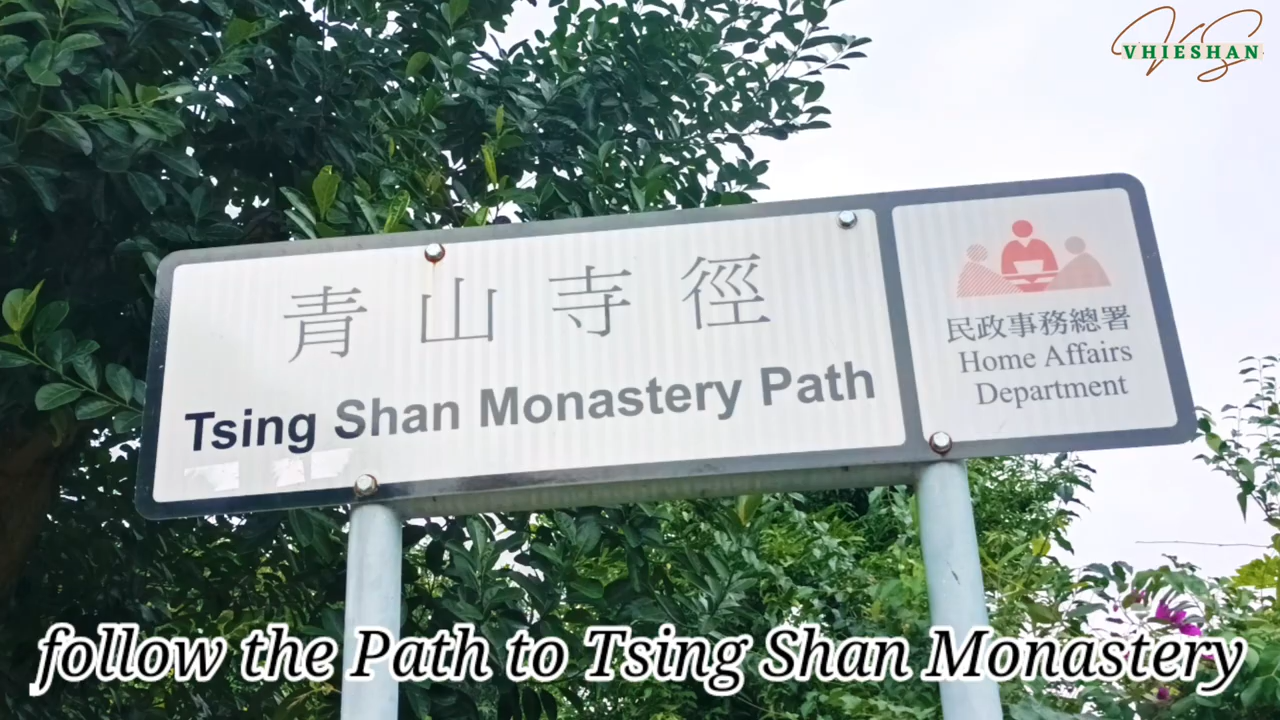 VHIESHAN
青山寺徑
Tsing Shan Monastery Path
民政事務總署
Home Affairs
Department
follow the Path to Tsing Shan Monastery